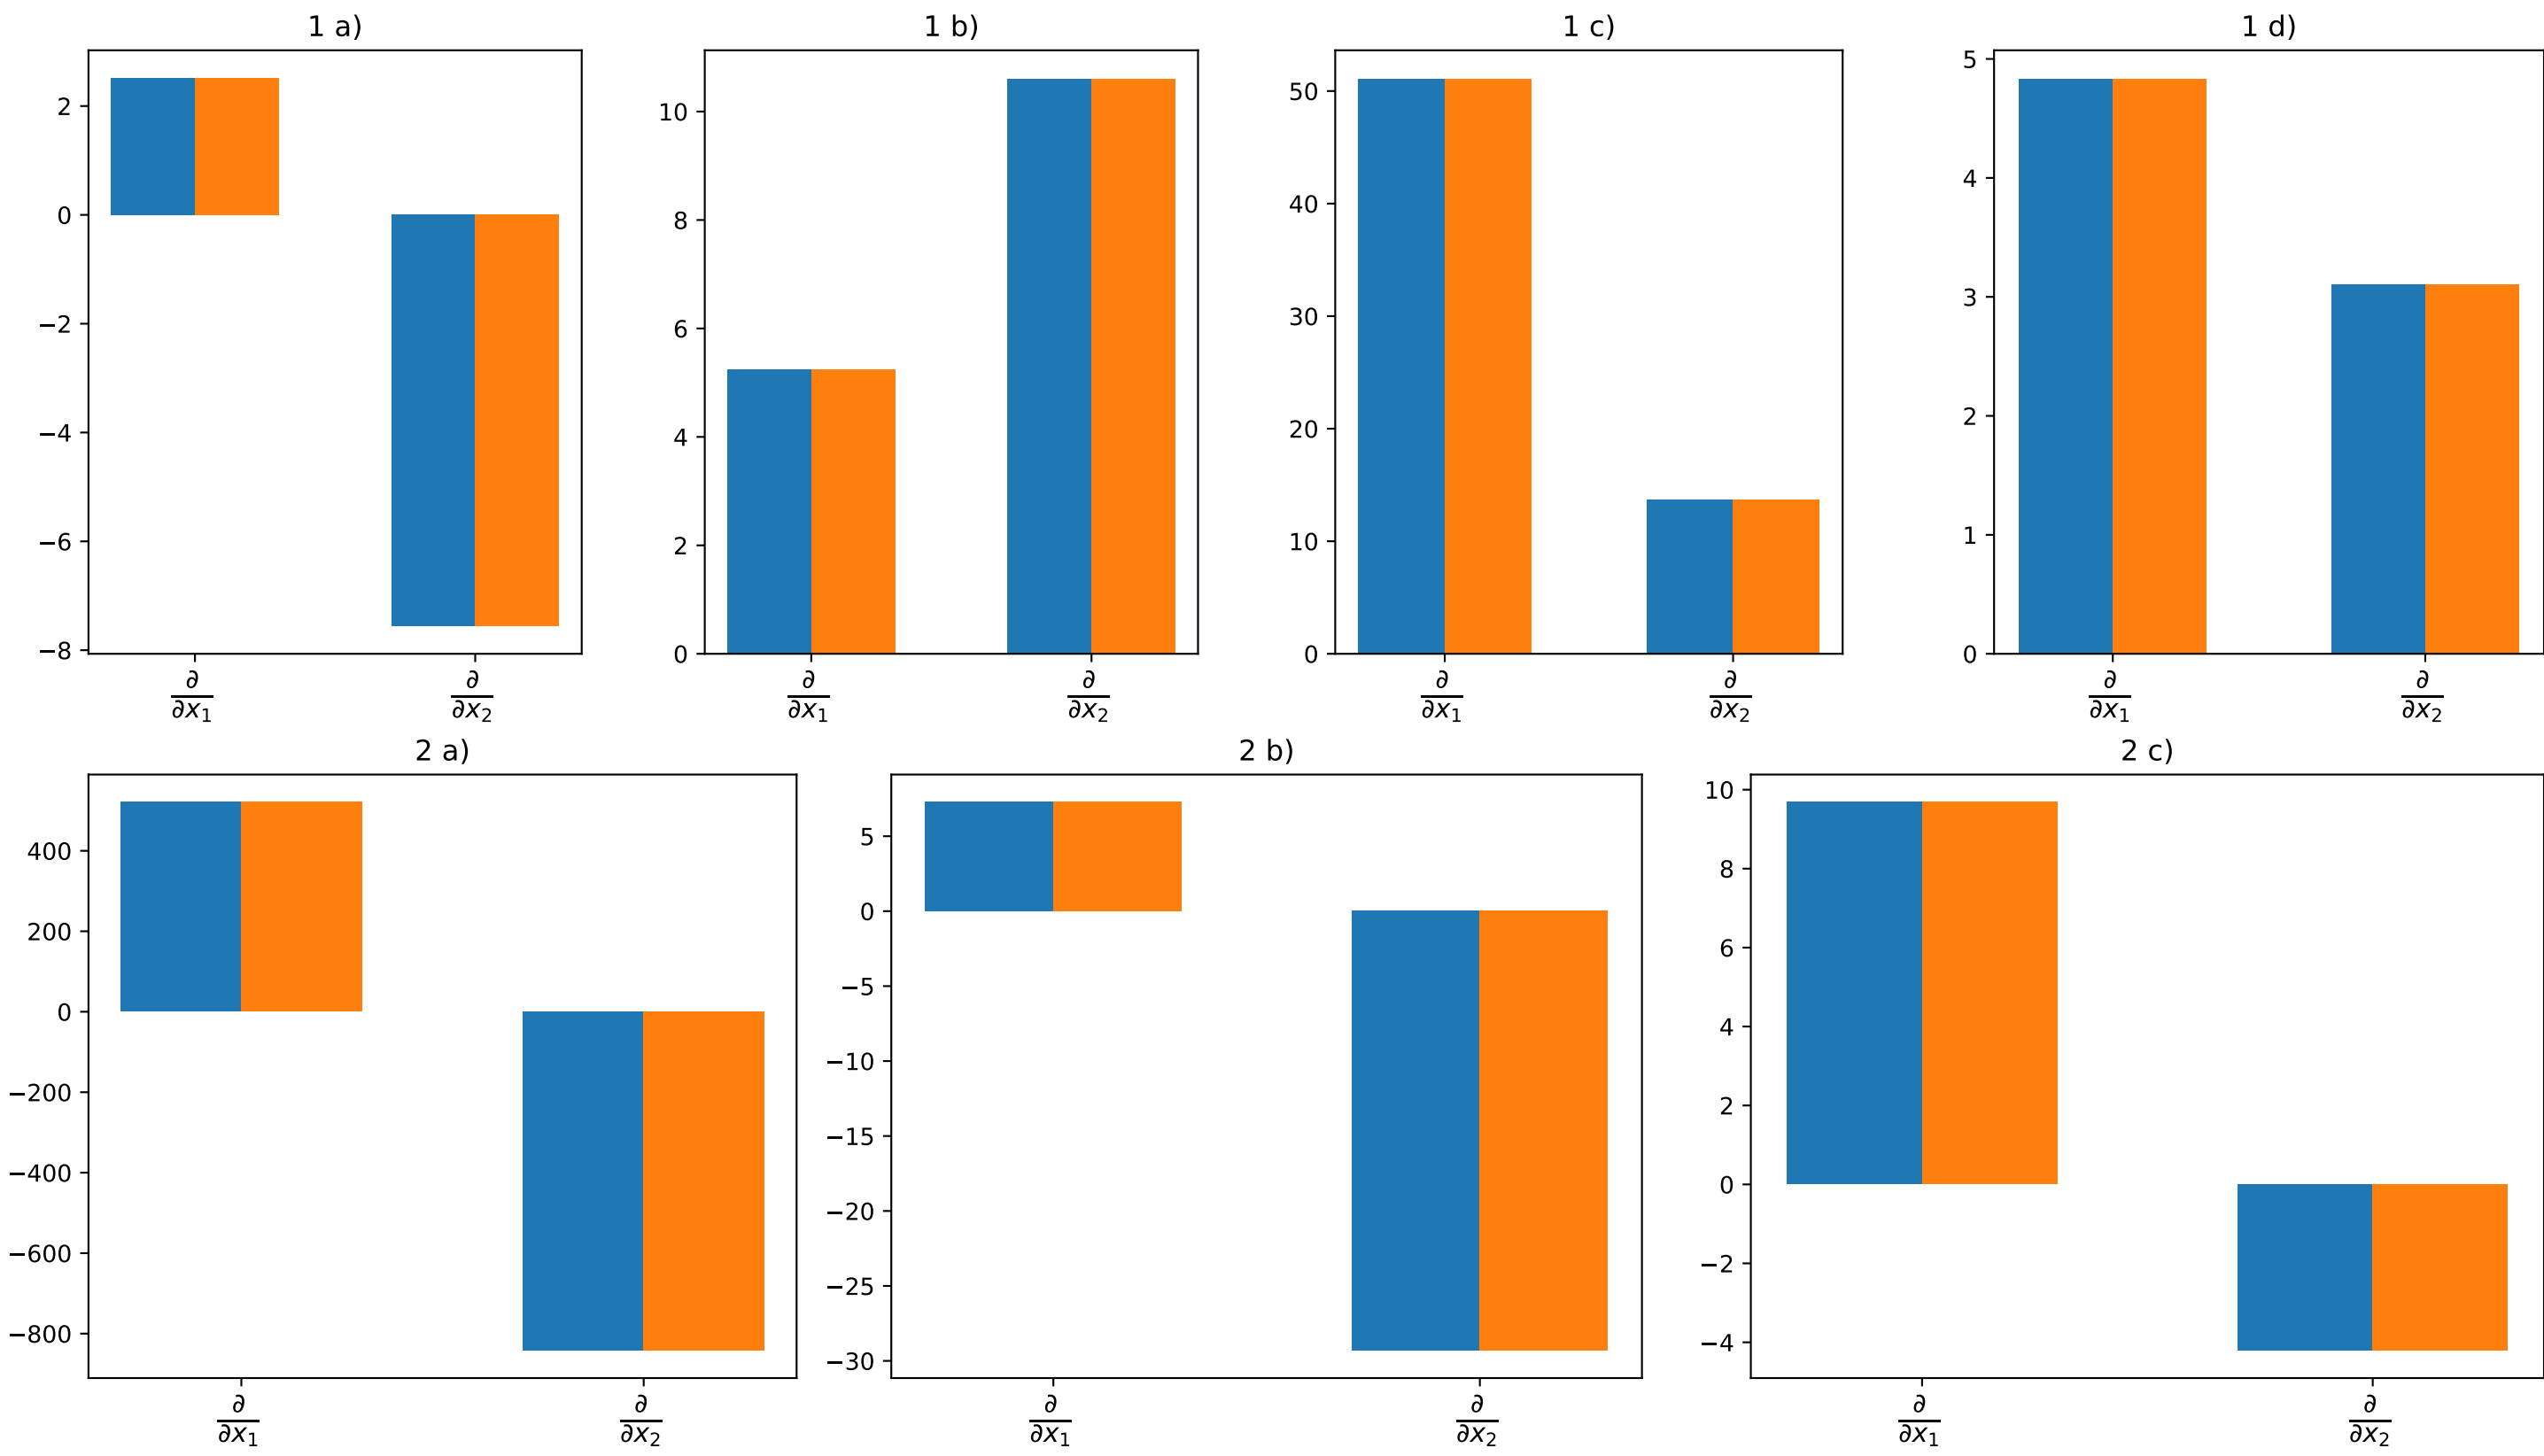 1 a)
2
0
−2
−4
−6
−8
∂/∂x₁
∂/∂x₂
1 b)
10
8
6
4
2
0
∂/∂x₁
∂/∂x₂
1 c)
50
40
30
20
10
0
∂/∂x₁
∂/∂x₂
1 d)
5
4
3
2
1
0
∂/∂x₁
∂/∂x₂
2 a)
400
200
0
−200
−400
−600
−800
∂/∂x₁
∂/∂x₂
2 b)
5
0
−5
−10
−15
−20
−25
−30
∂/∂x₁
∂/∂x₂
2 c)
10
8
6
4
2
0
−2
−4
∂/∂x₁
∂/∂x₂